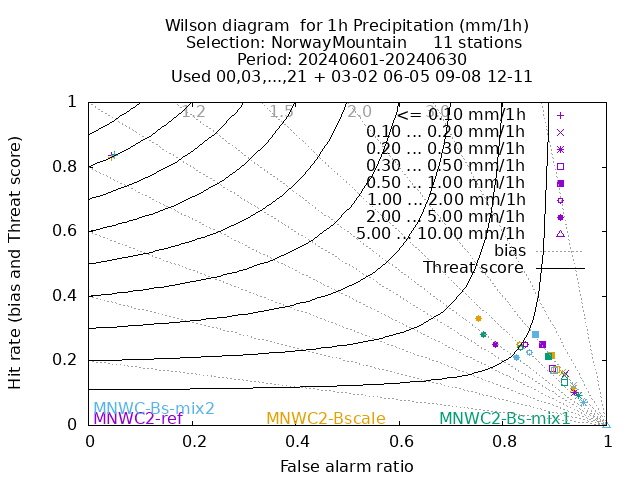 Wilson diagram  for 1h Precipitation (mm/1h)
Selection: NorwayMountain     11 stations
Period: 20240601-20240630
Used 00,03,...,21 + 03-02 06-05 09-08 12-11
1
1.2
1.5
2.0
3.0
<= 0.10 mm/1h
0.10 ... 0.20 mm/1h
0.20 ... 0.30 mm/1h
0.30 ... 0.50 mm/1h
0.50 ... 1.00 mm/1h
1.00 ... 2.00 mm/1h
2.00 ... 5.00 mm/1h
5.00 ... 10.00 mm/1h
bias
Threat score
0.8
0.6
0.4
0.2
0
Hit rate (bias and Threat score)
MNWC-Bs-mix2
MNWC2-ref
MNWC2-Bscale
MNWC2-Bs-mix1
0
0.2
0.4
0.6
0.8
1
False alarm ratio